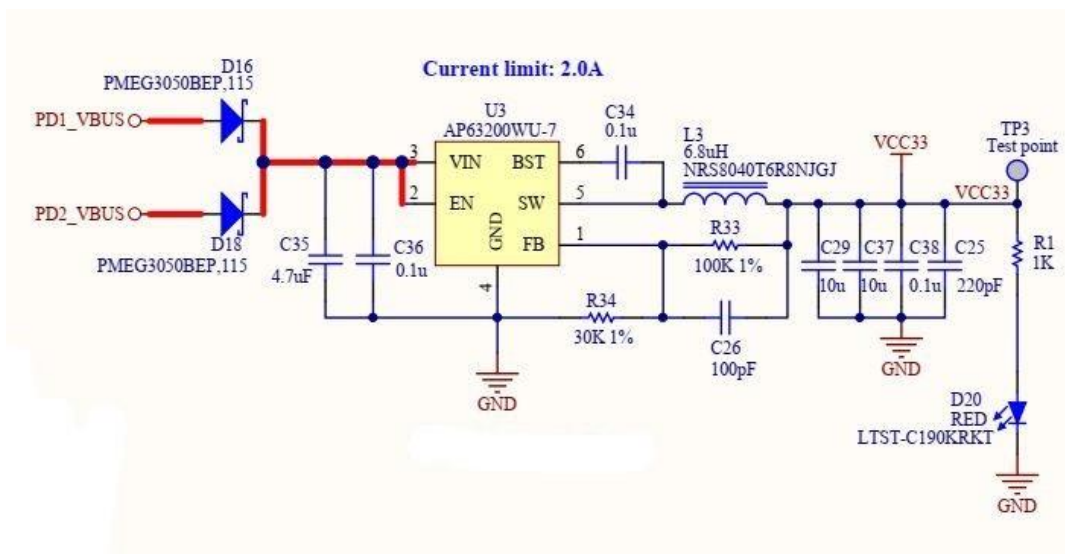 Current limit: 2.0A
D16
PMEG3050BEP,115
PD1_VBUS
PD2_VBUS
D18
PMEG3050BEP,115
C35
4.7uF
C36
0.1u
U3
AP63200WU-7
3
VIN
BST
6
2
EN
SW
5
GND
FB
1
4
C34
0.1u
L3
6.8uH
NRS8040T6R8NJGJ
R33
100K 1%
R34
30K 1%
C26
100pF
GND
VCC33
VCC33
TP3
Test point
C29
10u
C37
10u
C38
0.1u
C25
220pF
GND
R1
1K
D20
RED
LTST-C190KRKT
GND